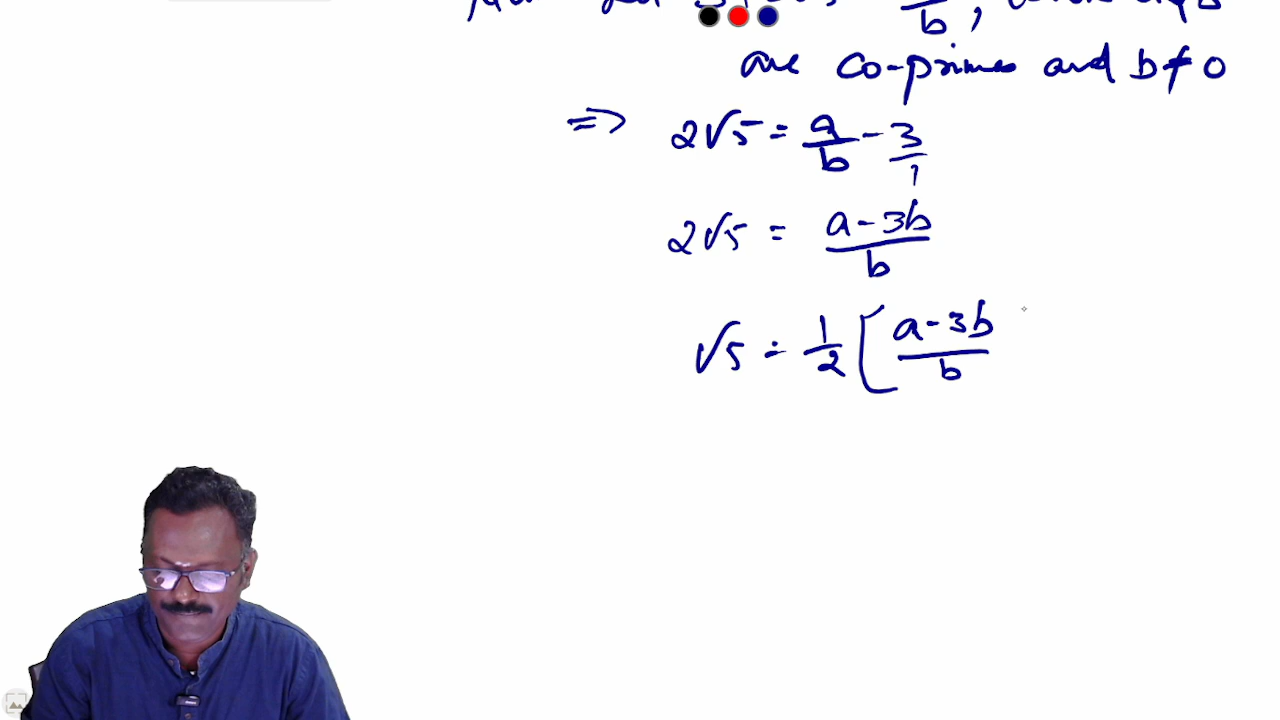 b,
are co-primes and b ≠ 0
=> 2√5 = a/b - 3/1
2√5 = (a-3b)/b
√5 = 1/2 [(a-3b)/b